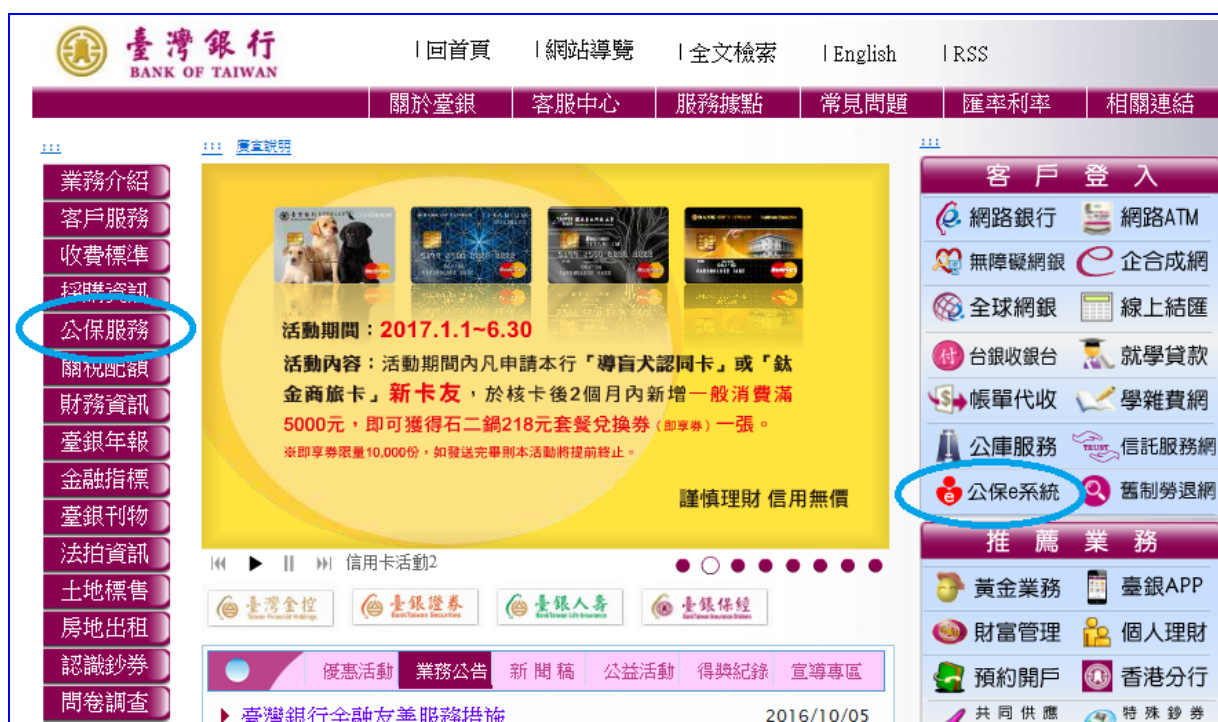 臺灣銀行
BANK OF TAIWAN
|回首頁 |網站導覽 |全文檢索 |English |RSS
關於臺銀 客服中心 服務據點 常見問題 匯率利率 相關連結
:::
業務介紹
客戶服務
收費標準
採購資訊
公保服務
關稅配額
財務資訊
臺銀年報
金融指標
臺銀刊物
法拍資訊
土地標售
房地出租
認識鈔券
問卷調查
::: 廣宣說明
活動期間：2017.1.1~6.30
活動內容：活動期間內凡申請本行「導盲犬認同卡」或「鈦
金商旅卡」新卡友，於核卡後2個月內新增一般消費滿
5000元，即可獲得石二鍋218元套餐兌換券（即享券）一張。
※即享券限量10,000份，如發送完畢則本活動將提前終止。
謹慎理財 信用無價
信用卡活動2
臺灣金控
Taiwan Financial Holdings
臺銀證券
BankTaiwan Securities
臺銀人壽
BankTaiwan Life Insurance
臺銀保經
BankTaiwan Insurance Brokers
優惠活動 業務公告 新聞稿 公益活動 得獎紀錄 宣導專區
臺灣銀行金融友善服務措施 2016/10/05
:::
客戶登入
網路銀行 網路ATM
無障礙網銀 企合成網
全球網銀 線上結匯
付 台銀收銀台 就學貸款
帳單代收 學雜費網
公庫服務 TRUST 信託服務網
e 公保e系統 舊制勞退網
推薦業務
黃金業務 臺銀APP
財富管理 個人理財
預約開戶 香港分行
共同供應 特殊鈔券